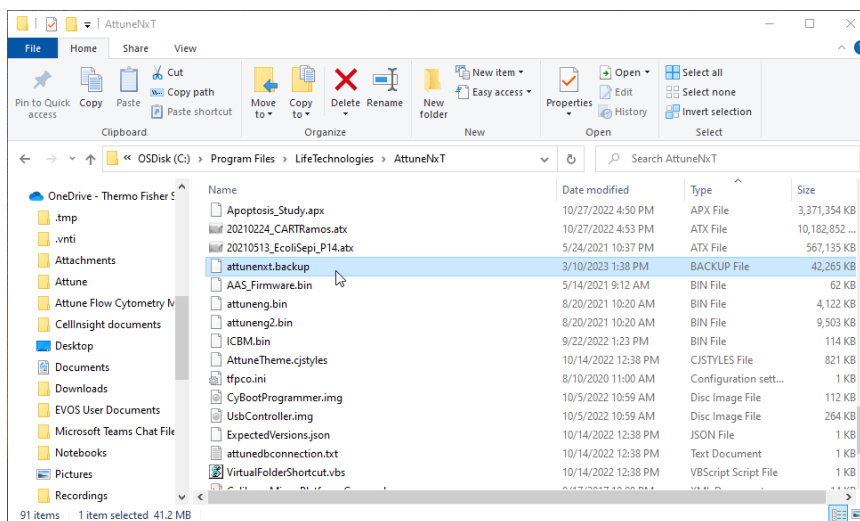 AttuneNxT
File Home Share View
Pin to Quick access
Copy
Paste
Cut
Copy path
Paste shortcut
Clipboard
Move to
Copy to
Delete
Rename
Organize
New folder
New item
Easy access
New
Properties
Open
Edit
History
Open
Select all
Select none
Invert selection
Select
« OSDisk (C:) > Program Files > LifeTechnologies > AttuneNxT
Search AttuneNxT
OneDrive - Thermo Fisher S
.tmp
.vnti
Attachments
Attune
Attune Flow Cytometry M
CellInsight documents
Desktop
Documents
Downloads
EVOS User Documents
Microsoft Teams Chat File
Notebooks
Pictures
Recordings
Name Date modified Type Size
Apoptosis_Study.apx 10/27/2022 4:50 PM APX File 3,371,354 KB
20210224_CARTRamos.atx 10/27/2022 4:53 PM ATX File 10,182,852 ...
20210513_EcoliSepi_P14.atx 5/24/2021 10:37 PM ATX File 567,135 KB
attunenxt.backup 3/10/2023 1:38 PM BACKUP File 42,265 KB
AAS_Firmware.bin 5/14/2021 9:12 AM BIN File 62 KB
attuneng.bin 8/20/2021 10:20 AM BIN File 4,122 KB
attuneng2.bin 8/20/2021 10:20 AM BIN File 9,503 KB
ICBM.bin 9/22/2022 1:23 PM BIN File 114 KB
AttuneTheme.cjstyles 10/14/2022 12:38 PM CJSTYLES File 821 KB
tfpco.ini 8/10/2020 11:00 AM Configuration sett... 1 KB
CyBootProgrammer.img 10/5/2022 10:59 AM Disc Image File 112 KB
UsbController.img 10/5/2022 10:59 AM Disc Image File 264 KB
ExpectedVersions.json 10/14/2022 12:38 PM JSON File 1 KB
attunedbconnection.txt 10/14/2022 12:38 PM Text Document 1 KB
VirtualFolderShortcut.vbs 10/14/2022 12:38 PM VBScript Script File 1 KB
91 items 1 item selected 41.2 MB